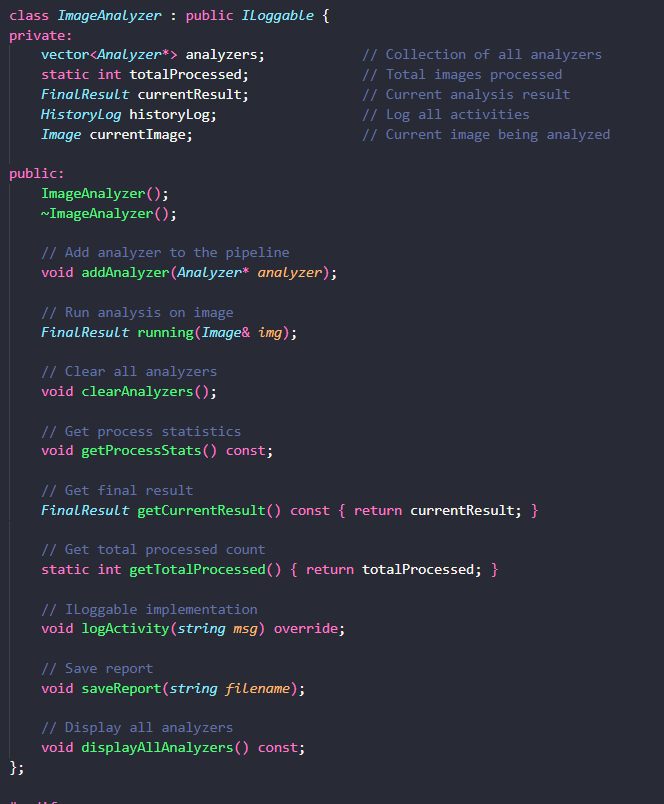 class ImageAnalyzer : public ILoggable {
private:
    vector<Analyzer*> analyzers;            // Collection of all analyzers
    static int totalProcessed;              // Total images processed
    FinalResult currentResult;              // Current analysis result
    HistoryLog historyLog;                  // Log all activities
    Image currentImage;                     // Current image being analyzed

public:
    ImageAnalyzer();
    ~ImageAnalyzer();

    // Add analyzer to the pipeline
    void addAnalyzer(Analyzer* analyzer);

    // Run analysis on image
    FinalResult running(Image& img);

    // Clear all analyzers
    void clearAnalyzers();

    // Get process statistics
    void getProcessStats() const;

    // Get final result
    FinalResult getCurrentResult() const { return currentResult; }

    // Get total processed count
    static int getTotalProcessed() { return totalProcessed; }

    // ILoggable implementation
    void logActivity(string msg) override;

    // Save report
    void saveReport(string filename);

    // Display all analyzers
    void displayAllAnalyzers() const;
};